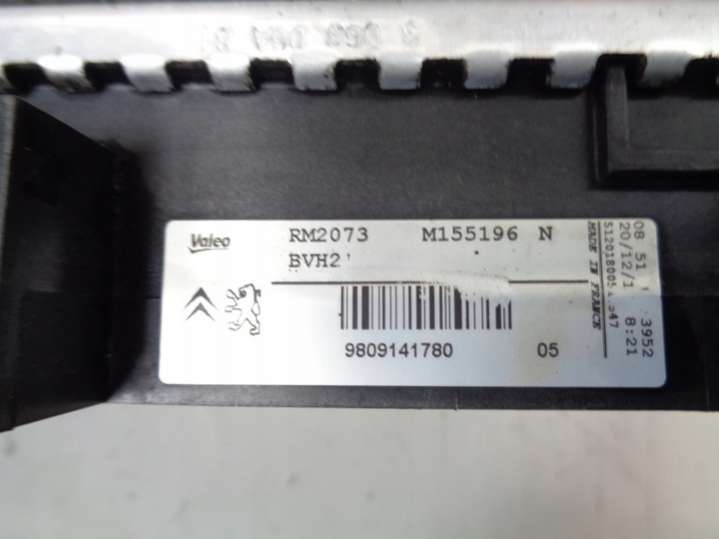 Valeo
RM2073 M155196 N
BVH2
9809141780 05
08 51 3952
20/12/1 8:21
MADE IN FRANCE